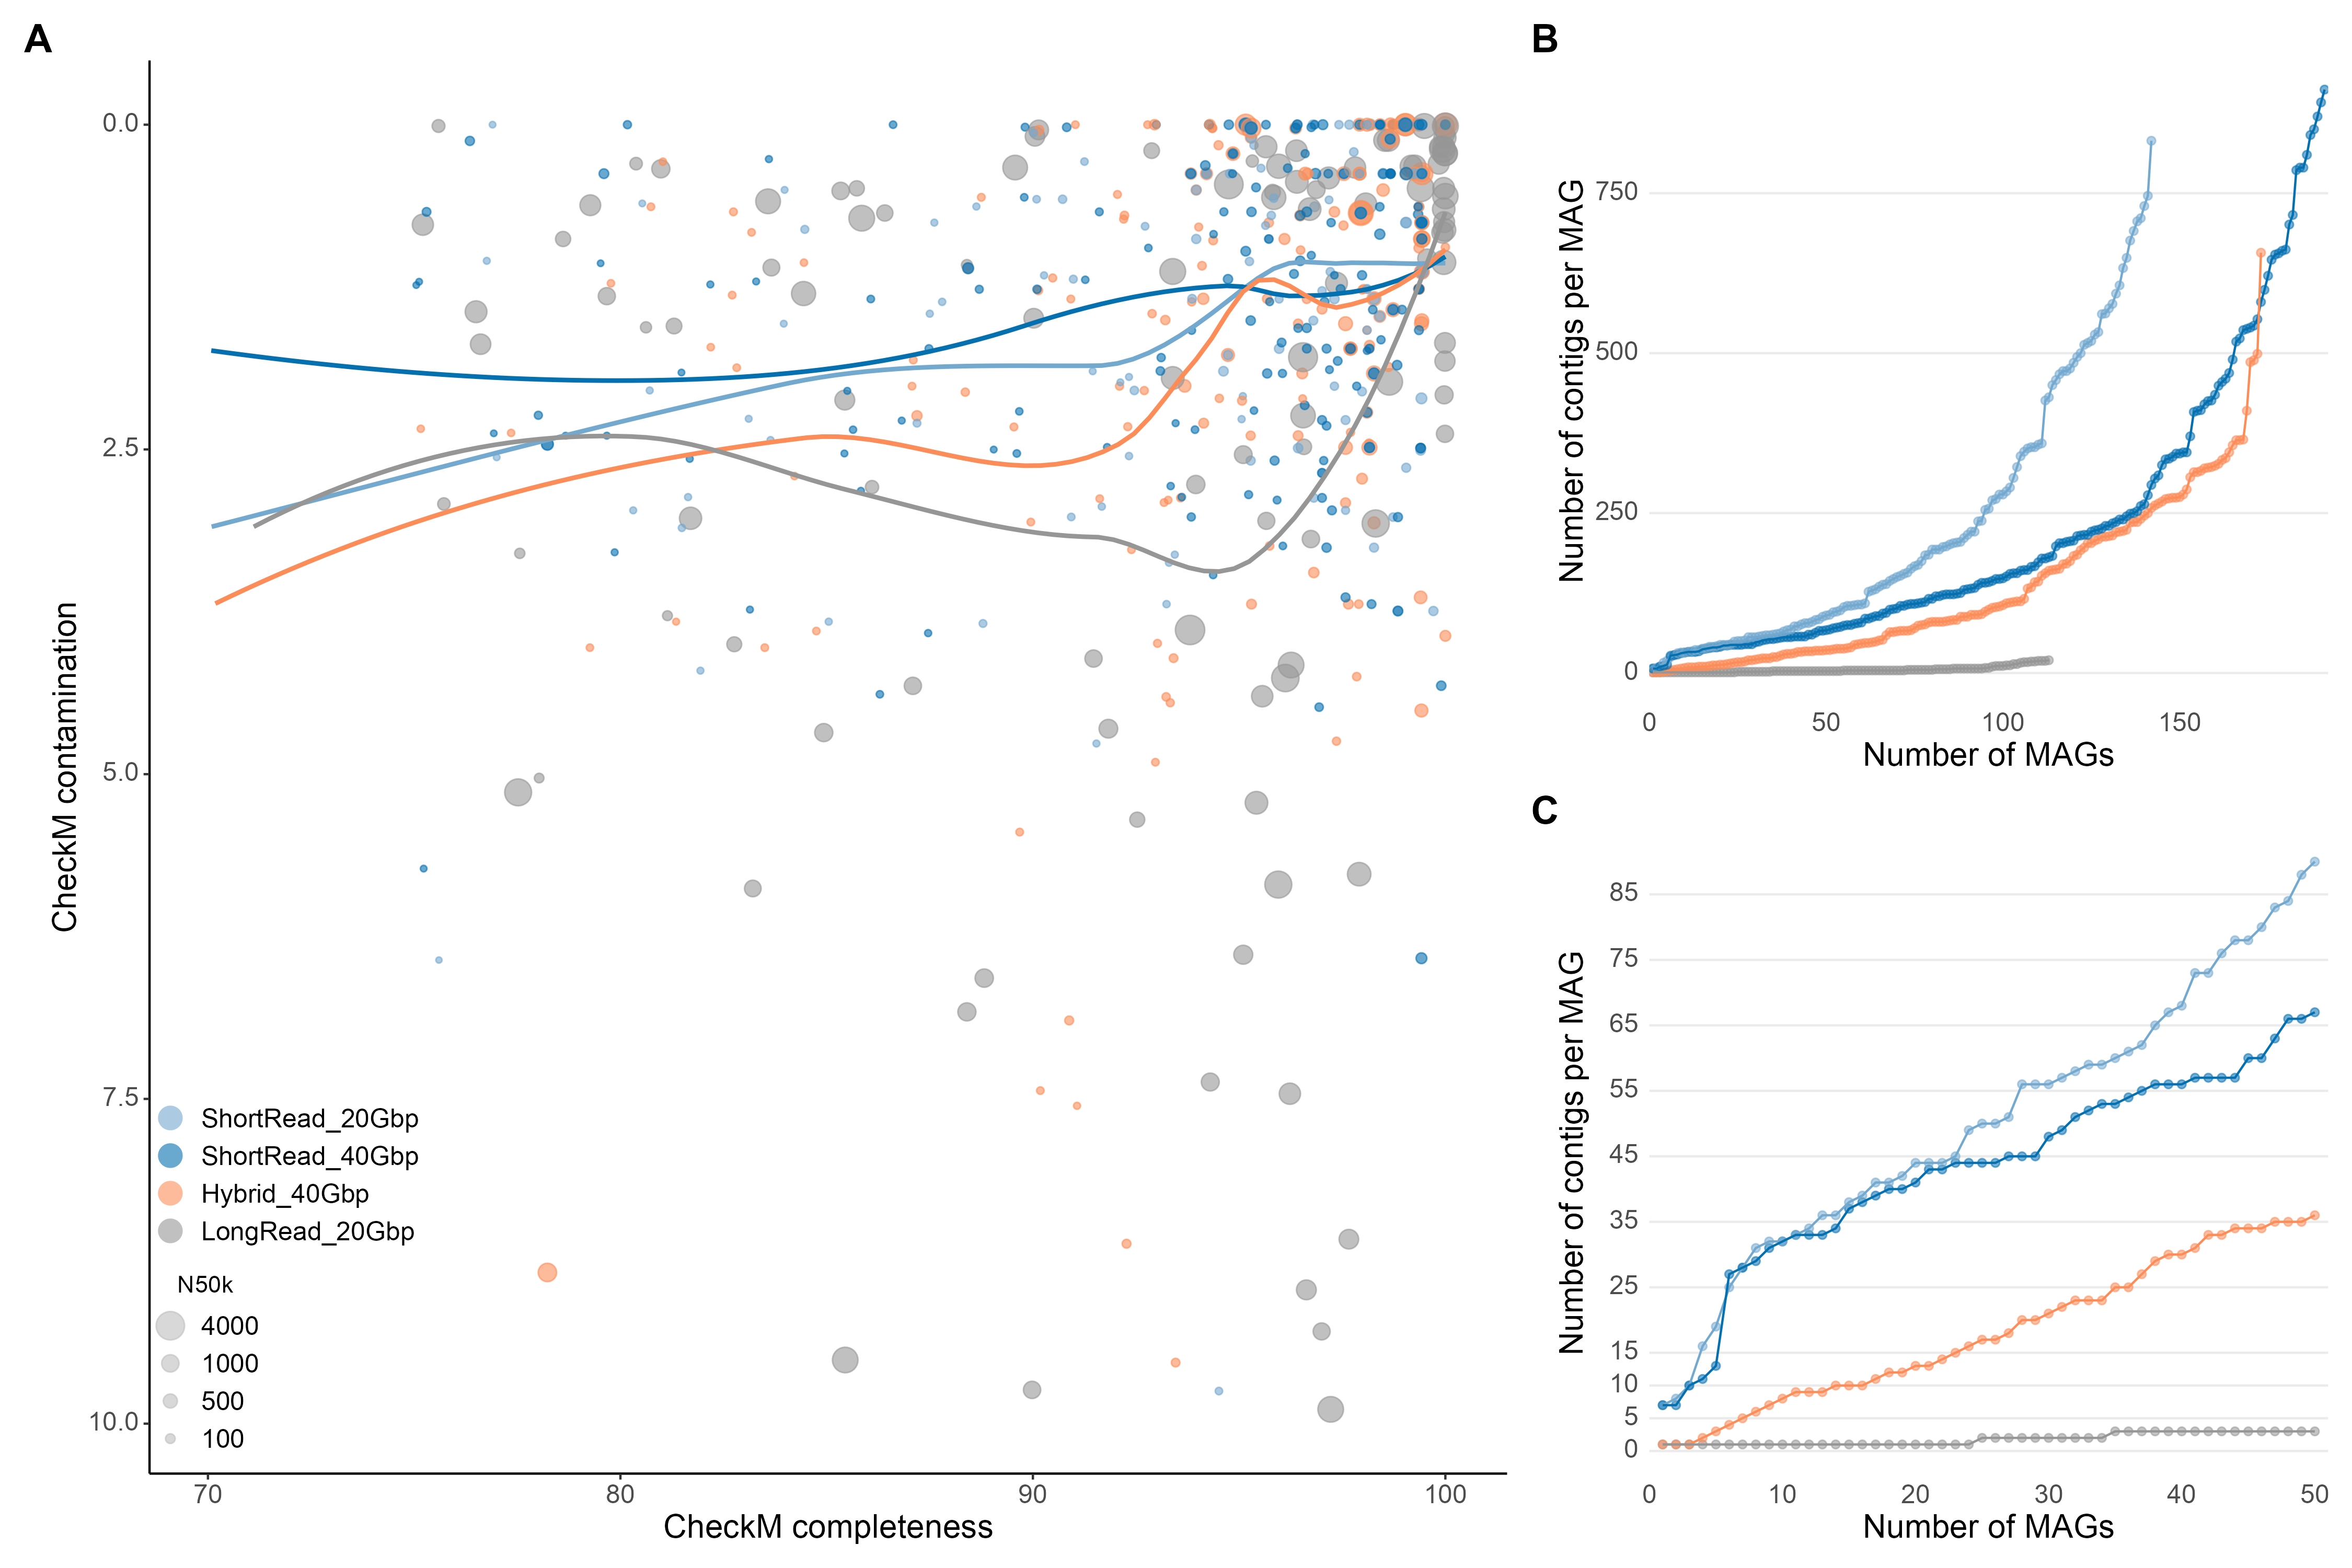 A
CheckM contamination
0.0
2.5
5.0
7.5
10.0
ShortRead_20Gbp
ShortRead_40Gbp
Hybrid_40Gbp
LongRead_20Gbp
N50k
4000
1000
500
100
70 80 90 100
CheckM completeness
B
Number of contigs per MAG
750
500
250
0
0 50 100 150
Number of MAGs
C
Number of contigs per MAG
85
75
65
55
45
35
25
15
10
5
0
0 10 20 30 40 50
Number of MAGs